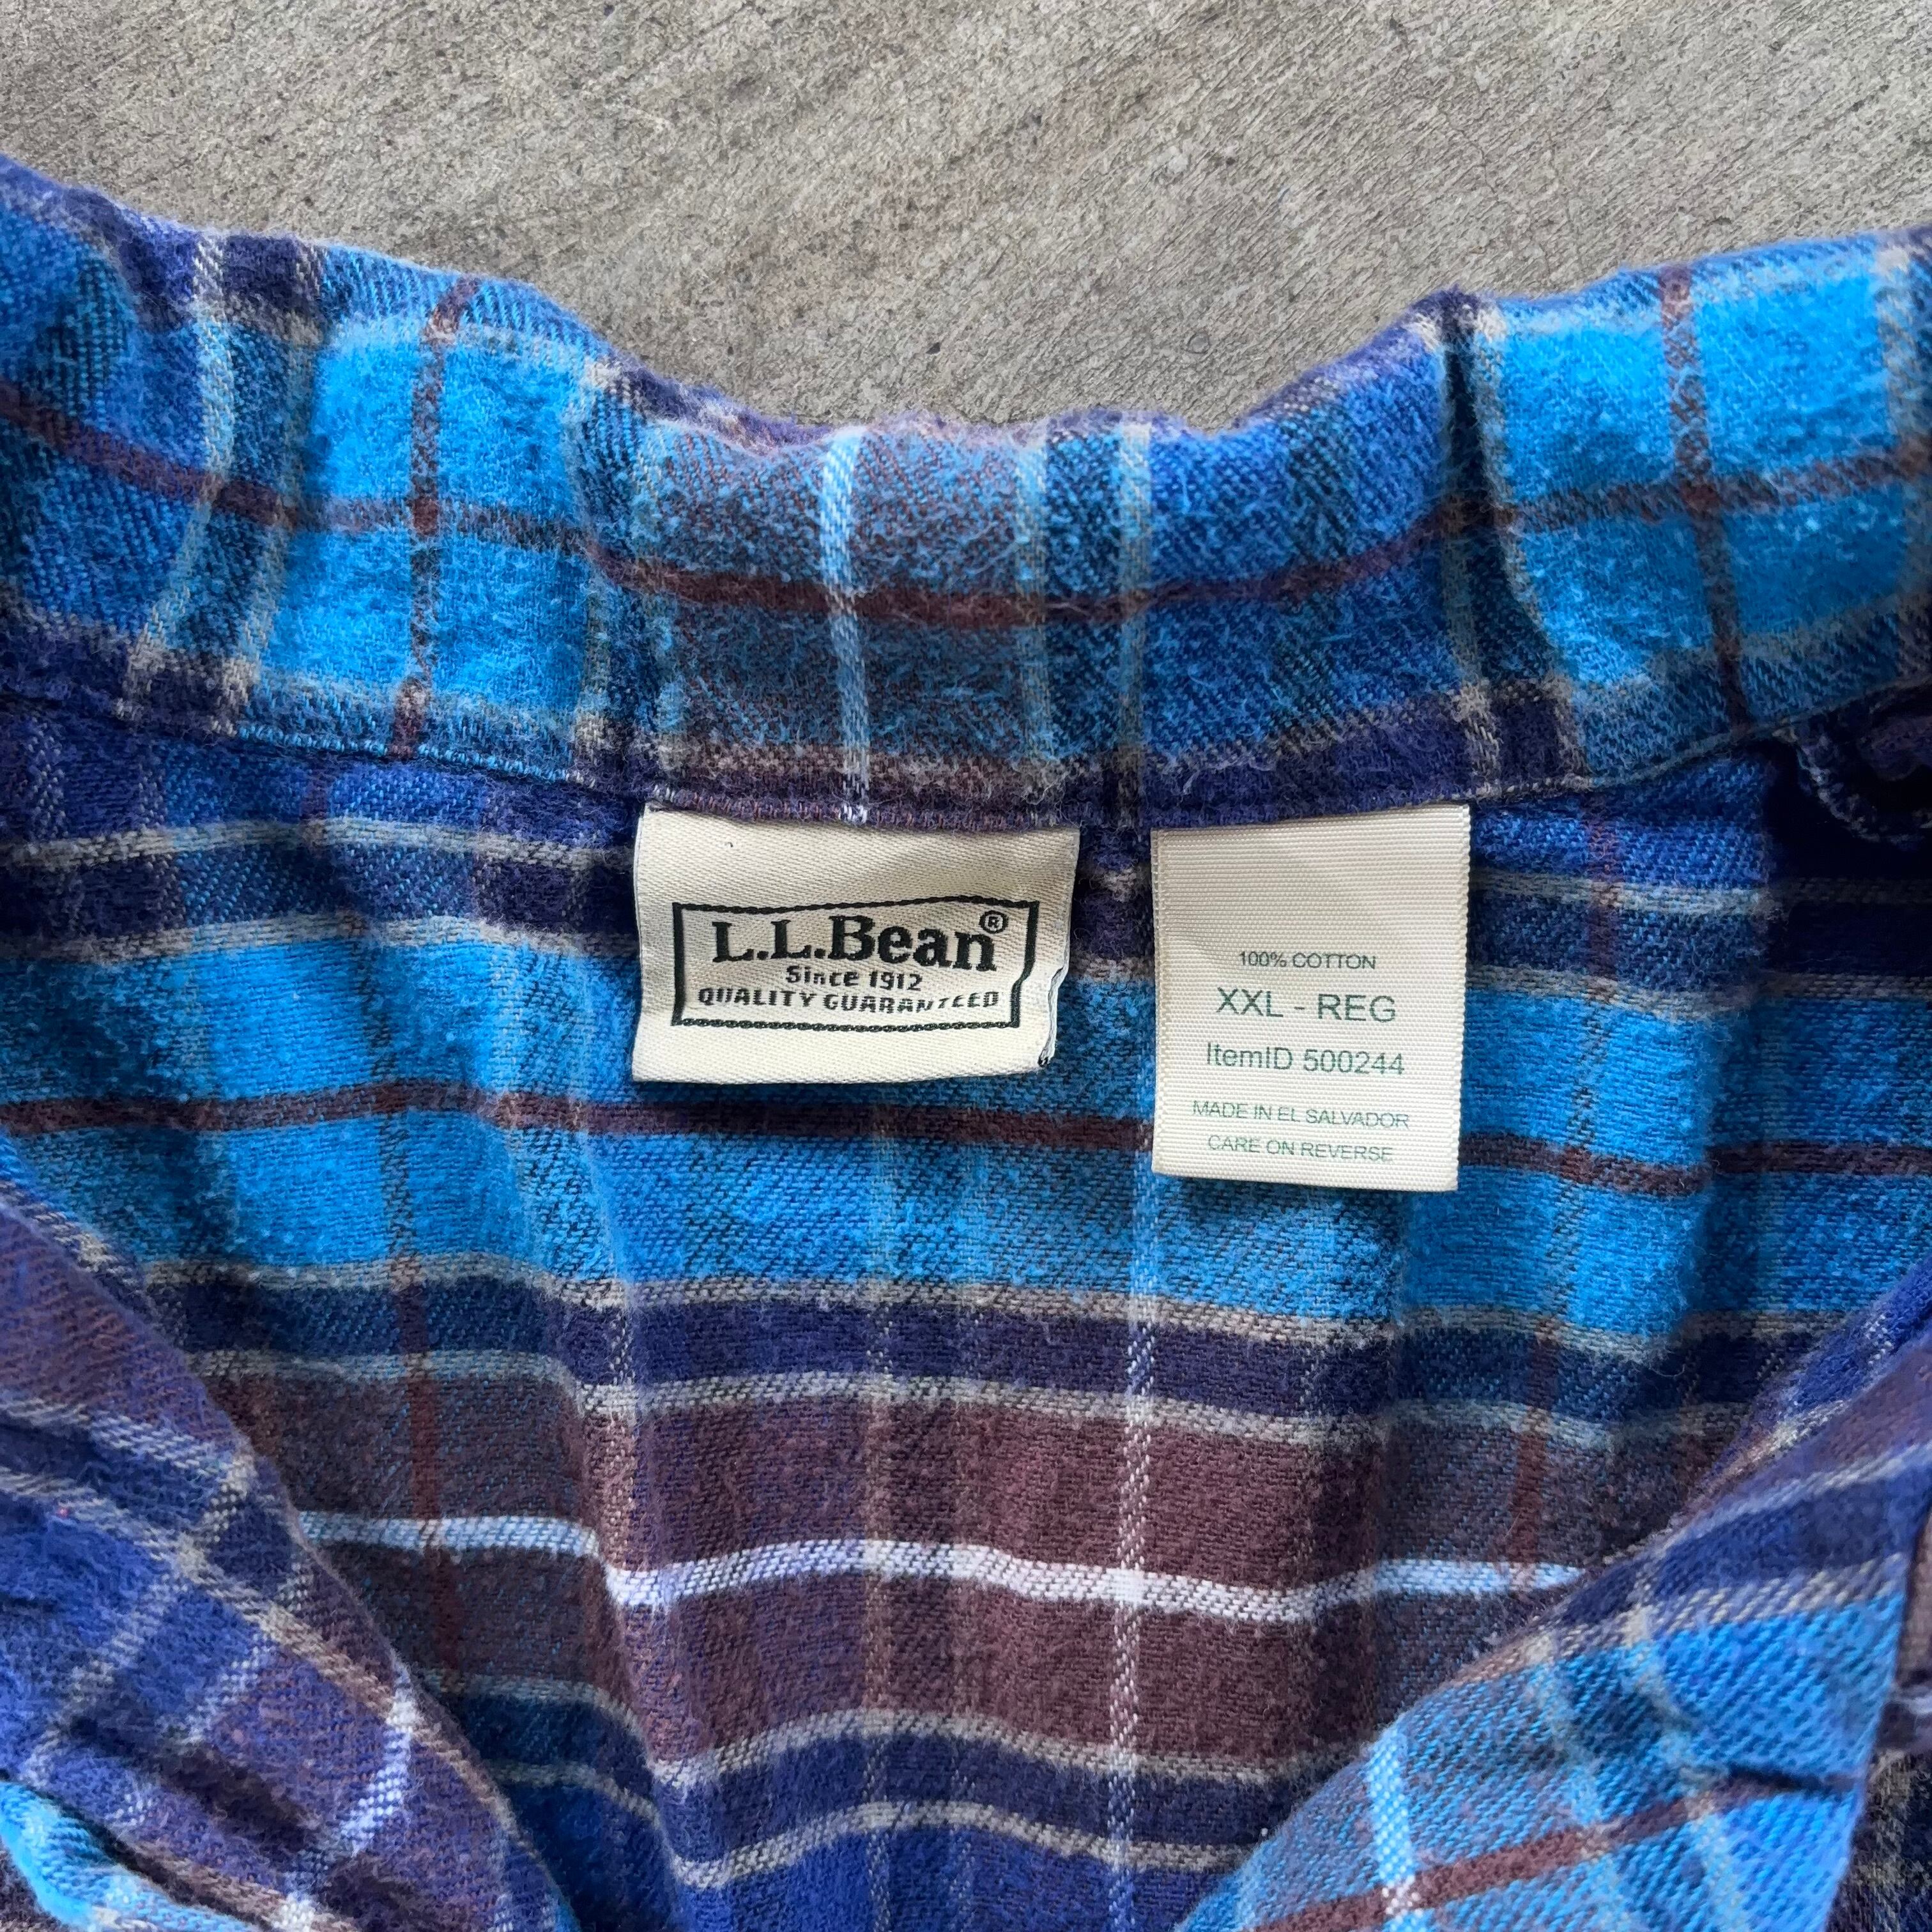 L.L.Bean®
Since 1912
QUALITY GUARANTEED
100% COTTON
XXL - REG
ItemID 500244
MADE IN EL SALVADOR
CARE ON REVERSE